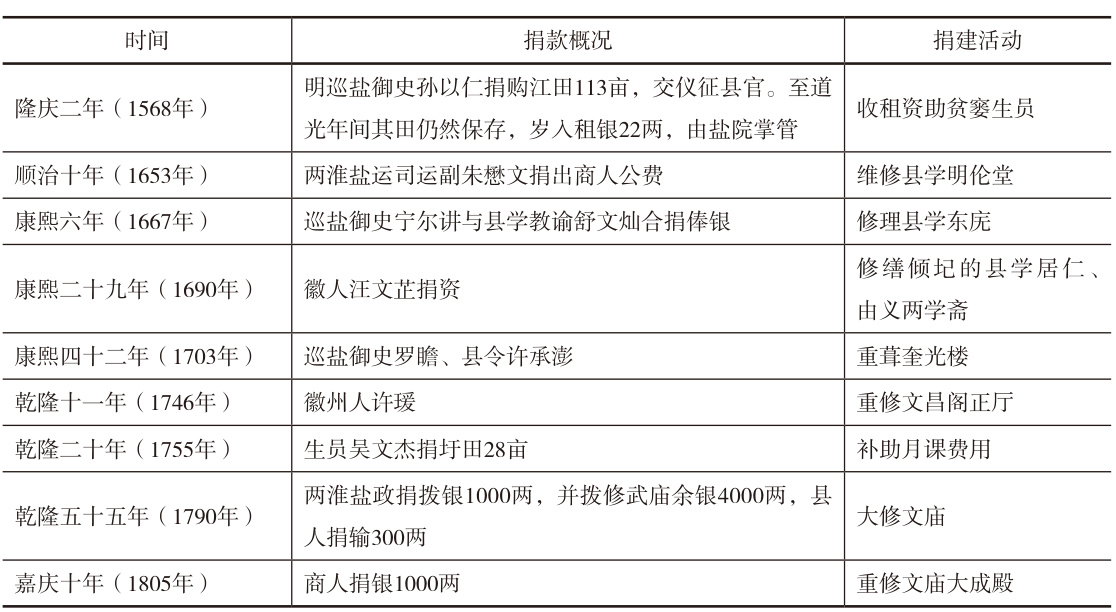 时间 捐款概况 捐建活动
隆庆二年（1568年） 明巡盐御史孙以仁捐购江田113亩，交仪征县官。至道 收租资助贫窭生员
光年间其田仍然保存，岁入租银22两，由盐院掌管
顺治十年（1653年） 两淮盐运司运副朱懋文捐出商人公费 维修县学明伦堂
康熙六年（1667年） 巡盐御史宁尔讲与县学教谕舒文灿合捐俸银 修理县学东庑
康熙二十九年（1690年） 徽人汪文芷捐资 修缮倾圮的县学居仁、
由义两学斋
康熙四十二年（1703年） 巡盐御史罗瞻、县令许承澎 重葺奎光楼
乾隆十一年（1746年） 徽州人许瑗 重修文昌阁正厅
乾隆二十年（1755年） 生员吴文杰捐圩田28亩 补助月课费用
乾隆五十五年（1790年） 两淮盐政捐拨银1000两，并拨修武庙余银4000两，县 大修文庙
人捐输300两
嘉庆十年（1805年） 商人捐银1000两 重修文庙大成殿